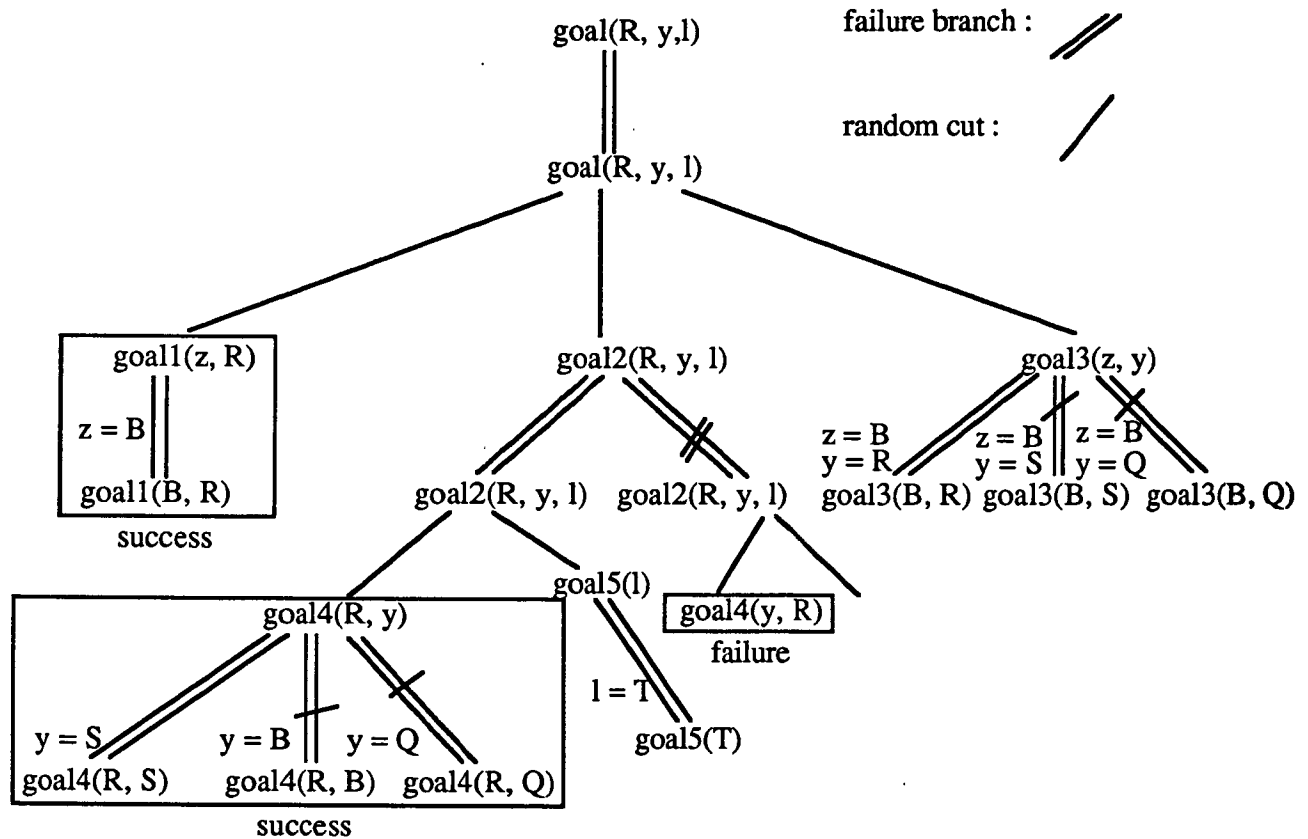 goal(R, y,l)
failure branch :
random cut :
goal(R, y, l)
goal1(z, R)
z = B
goal1(B, R)
success
goal2(R, y, l)
goal2(R, y, l)
goal2(R, y, l)
goal3(z, y)
z = B
y = R
z = B
y = S
z = B
y = Q
goal3(B, R)
goal3(B, S)
goal3(B, Q)
goal4(R, y)
y = S
y = B
y = Q
goal4(R, S)
goal4(R, B)
goal4(R, Q)
success
goal5(l)
l = T
goal5(T)
goal4(y, R)
failure